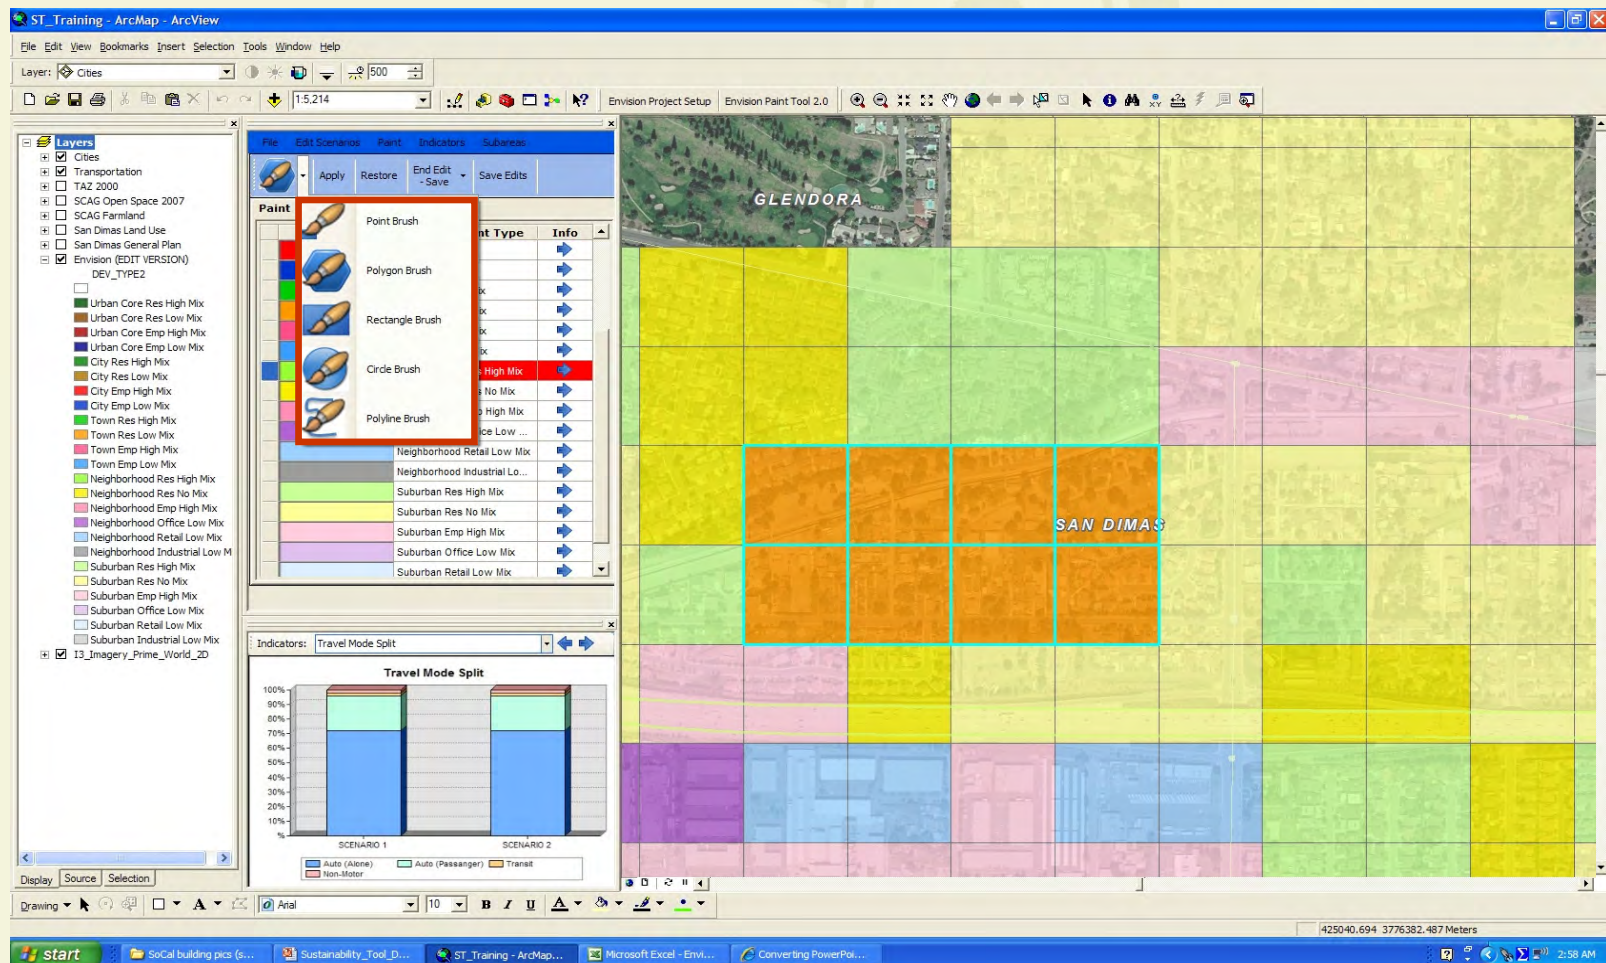 ST_Training - ArcMap - ArcView
File Edit View Bookmarks Insert Selection Tools Window Help
Layer: Cities 500
1:5,214 Envision Project Setup Envision Paint Tool 2.0
Layers
Cities
Transportation
TAZ 2000
SCAG Open Space 2007
SCAG Farmland
San Dimas Land Use
San Dimas General Plan
Envision (EDIT VERSION)
DEV_TYPE2
Urban Core Res High Mix
Urban Core Res Low Mix
Urban Core Emp High Mix
Urban Core Emp Low Mix
City Res High Mix
City Res Low Mix
City Emp High Mix
City Emp Low Mix
Town Res High Mix
Town Res Low Mix
Town Emp High Mix
Town Emp Low Mix
Neighborhood Res High Mix
Neighborhood Res No Mix
Neighborhood Emp High Mix
Neighborhood Office Low Mix
Neighborhood Retail Low Mix
Neighborhood Industrial Low M
Suburban Res High Mix
Suburban Res No Mix
Suburban Emp High Mix
Suburban Office Low Mix
Suburban Retail Low Mix
Suburban Industrial Low Mix
I3_Imagery_Prime_World_2D
Display Source Selection
File Edit Scenarios Paint Indicators Subareas
Apply Restore End Edit - Save Save Edits
Paint
nt Type Info
Point Brush
Polygon Brush
Rectangle Brush
Circle Brush
Polyline Brush
ix
ix
ix
ix
s High Mix
s No Mix
p High Mix
ice Low ...
Neighborhood Retail Low Mix
Neighborhood Industrial Lo...
Suburban Res High Mix
Suburban Res No Mix
Suburban Emp High Mix
Suburban Office Low Mix
Suburban Retail Low Mix
Indicators: Travel Mode Split
Travel Mode Split
100%
90%
80%
70%
60%
50%
40%
30%
20%
10%
%
SCENARIO 1 SCENARIO 2
Auto (Alone) Auto (Passanger) Transit
Non-Motor
GLENDORA
SAN DIMAS
Drawing A Arial 10 B I U A
425040.694 3776382.487 Meters
start SoCal building pics (s... Sustainability_Tool_D... ST_Training - ArcMap... Microsoft Excel - Envi... Converting PowerPoi... 2:58 AM